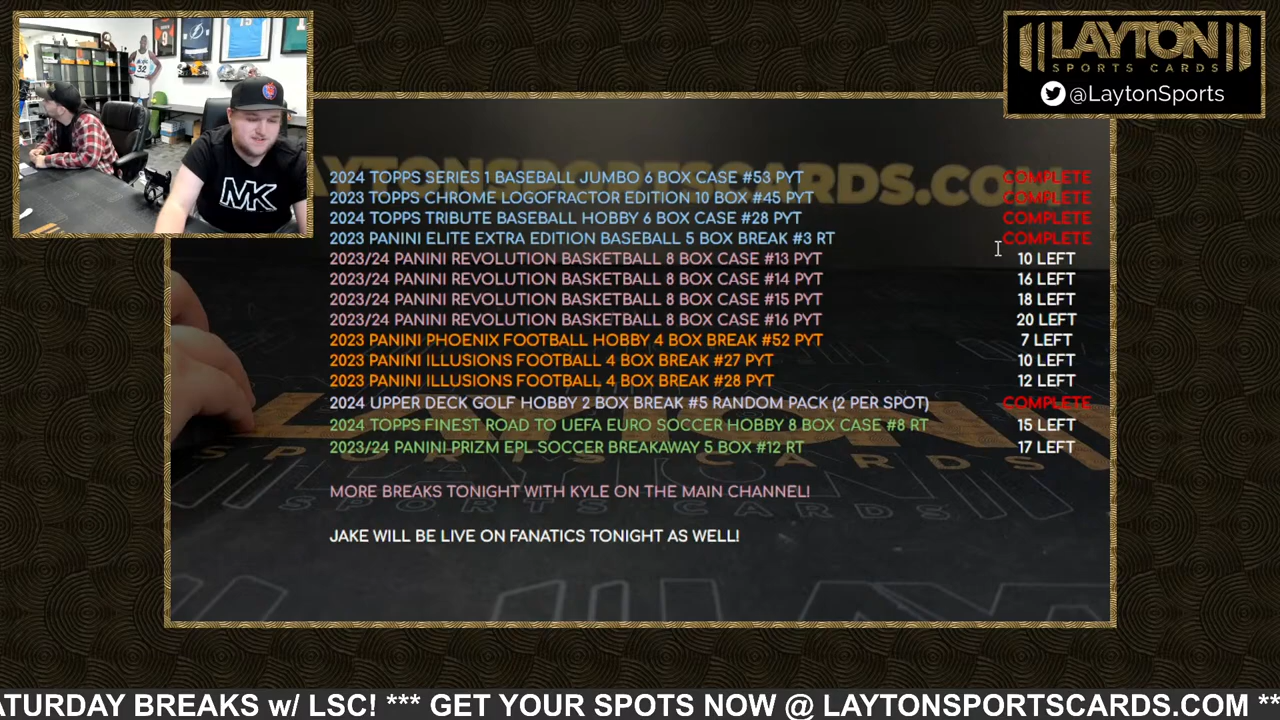 LAYTON
SPORTS CARDS
@LaytonSports
MK
2024 TOPPS SERIES 1 BASEBALL JUMBO 6 BOX CASE #53 PYT COMPLETE
2023 TOPPS CHROME LOGOFRACTOR EDITION 10 BOX #45 PYT COMPLETE
2024 TOPPS TRIBUTE BASEBALL HOBBY 6 BOX CASE #28 PYT COMPLETE
2023 PANINI ELITE EXTRA EDITION BASEBALL 5 BOX BREAK #3 RT COMPLETE
2023/24 PANINI REVOLUTION BASKETBALL 8 BOX CASE #13 PYT 10 LEFT
2023/24 PANINI REVOLUTION BASKETBALL 8 BOX CASE #14 PYT 16 LEFT
2023/24 PANINI REVOLUTION BASKETBALL 8 BOX CASE #15 PYT 18 LEFT
2023/24 PANINI REVOLUTION BASKETBALL 8 BOX CASE #16 PYT 20 LEFT
2023 PANINI PHOENIX FOOTBALL HOBBY 4 BOX BREAK #52 PYT 7 LEFT
2023 PANINI ILLUSIONS FOOTBALL 4 BOX BREAK #27 PYT 10 LEFT
2023 PANINI ILLUSIONS FOOTBALL 4 BOX BREAK #28 PYT 12 LEFT
2024 UPPER DECK GOLF HOBBY 2 BOX BREAK #5 RANDOM PACK (2 PER SPOT) COMPLETE
2024 TOPPS FINEST ROAD TO UEFA EURO SOCCER HOBBY 8 BOX CASE #8 RT 15 LEFT
2023/24 PANINI PRIZM EPL SOCCER BREAKAWAY 5 BOX #12 RT 17 LEFT
MORE BREAKS TONIGHT WITH KYLE ON THE MAIN CHANNEL!
JAKE WILL BE LIVE ON FANATICS TONIGHT AS WELL!
ATURDAY BREAKS w/ LSC! *** GET YOUR SPOTS NOW @ LAYTONSPORTSCARDS.COM **